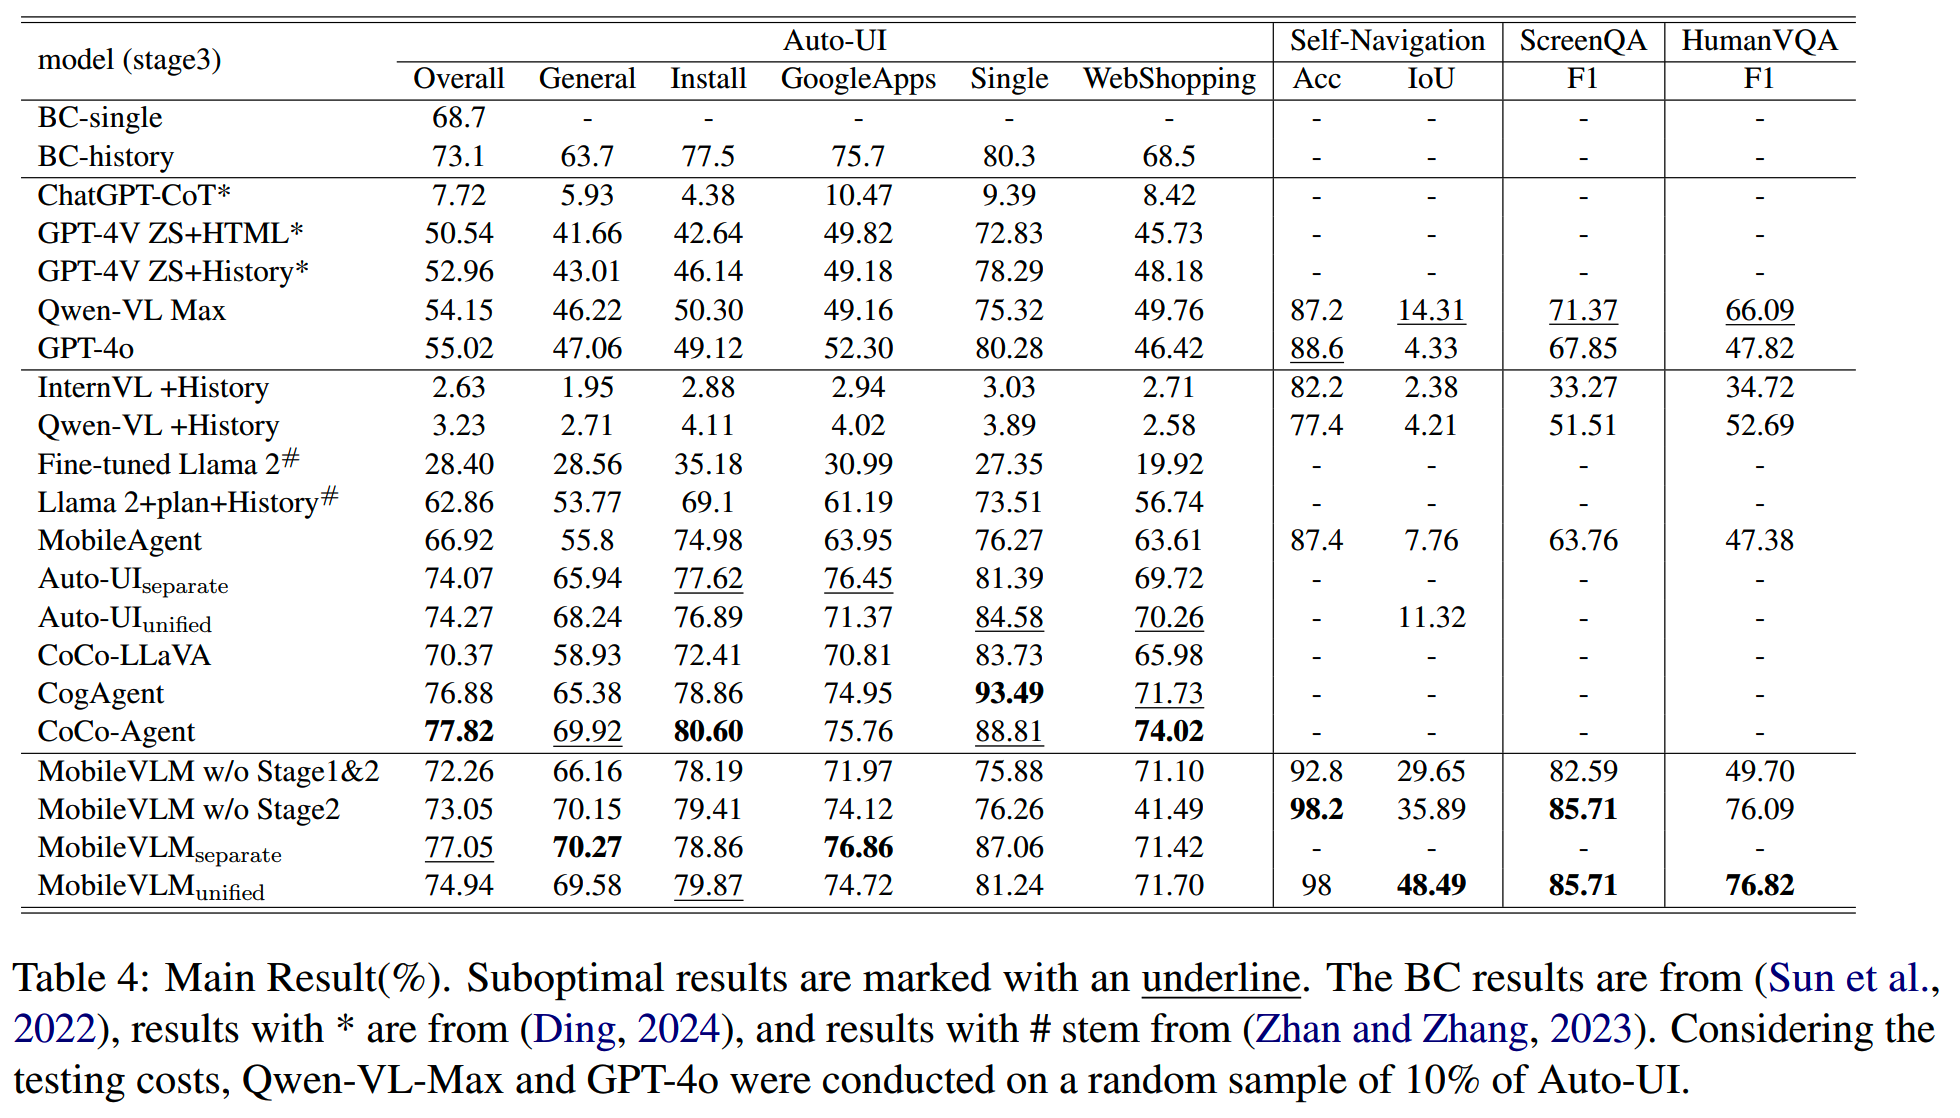 model (stage3) Auto-UI Self-Navigation ScreenQA HumanVQA
Overall General Install GoogleApps Single WebShopping Acc IoU F1 F1
BC-single 68.7 - - - - - - - - -
BC-history 73.1 63.7 77.5 75.7 80.3 68.5 - - - -
ChatGPT-CoT* 7.72 5.93 4.38 10.47 9.39 8.42 - - - -
GPT-4V ZS+HTML* 50.54 41.66 42.64 49.82 72.83 45.73 - - - -
GPT-4V ZS+History* 52.96 43.01 46.14 49.18 78.29 48.18 - - - -
Qwen-VL Max 54.15 46.22 50.30 49.16 75.32 49.76 87.2 14.31 71.37 66.09
GPT-4o 55.02 47.06 49.12 52.30 80.28 46.42 88.6 4.33 67.85 47.82
InternVL +History 2.63 1.95 2.88 2.94 3.03 2.71 82.2 2.38 33.27 34.72
Qwen-VL +History 3.23 2.71 4.11 4.02 3.89 2.58 77.4 4.21 51.51 52.69
Fine-tuned Llama 2# 28.40 28.56 35.18 30.99 27.35 19.92 - - - -
Llama 2+plan+History# 62.86 53.77 69.1 61.19 73.51 56.74 - - - -
MobileAgent 66.92 55.8 74.98 63.95 76.27 63.61 87.4 7.76 63.76 47.38
Auto-UIseparate 74.07 65.94 77.62 76.45 81.39 69.72 - - - -
Auto-UIunified 74.27 68.24 76.89 71.37 84.58 70.26 - 11.32 - -
CoCo-LLaVA 70.37 58.93 72.41 70.81 83.73 65.98 - - - -
CogAgent 76.88 65.38 78.86 74.95 93.49 71.73 - - - -
CoCo-Agent 77.82 69.92 80.60 75.76 88.81 74.02 - - - -
MobileVLM w/o Stage1&2 72.26 66.16 78.19 71.97 75.88 71.10 92.8 29.65 82.59 49.70
MobileVLM w/o Stage2 73.05 70.15 79.41 74.12 76.26 41.49 98.2 35.89 85.71 76.09
MobileVLMseparate 77.05 70.27 78.86 76.86 87.06 71.42 - - - -
MobileVLMunified 74.94 69.58 79.87 74.72 81.24 71.70 98 48.49 85.71 76.82
Table 4: Main Result(%). Suboptimal results are marked with an underline. The BC results are from (Sun et al.,
2022), results with * are from (Ding, 2024), and results with # stem from (Zhan and Zhang, 2023). Considering the
testing costs, Qwen-VL-Max and GPT-4o were conducted on a random sample of 10% of Auto-UI.